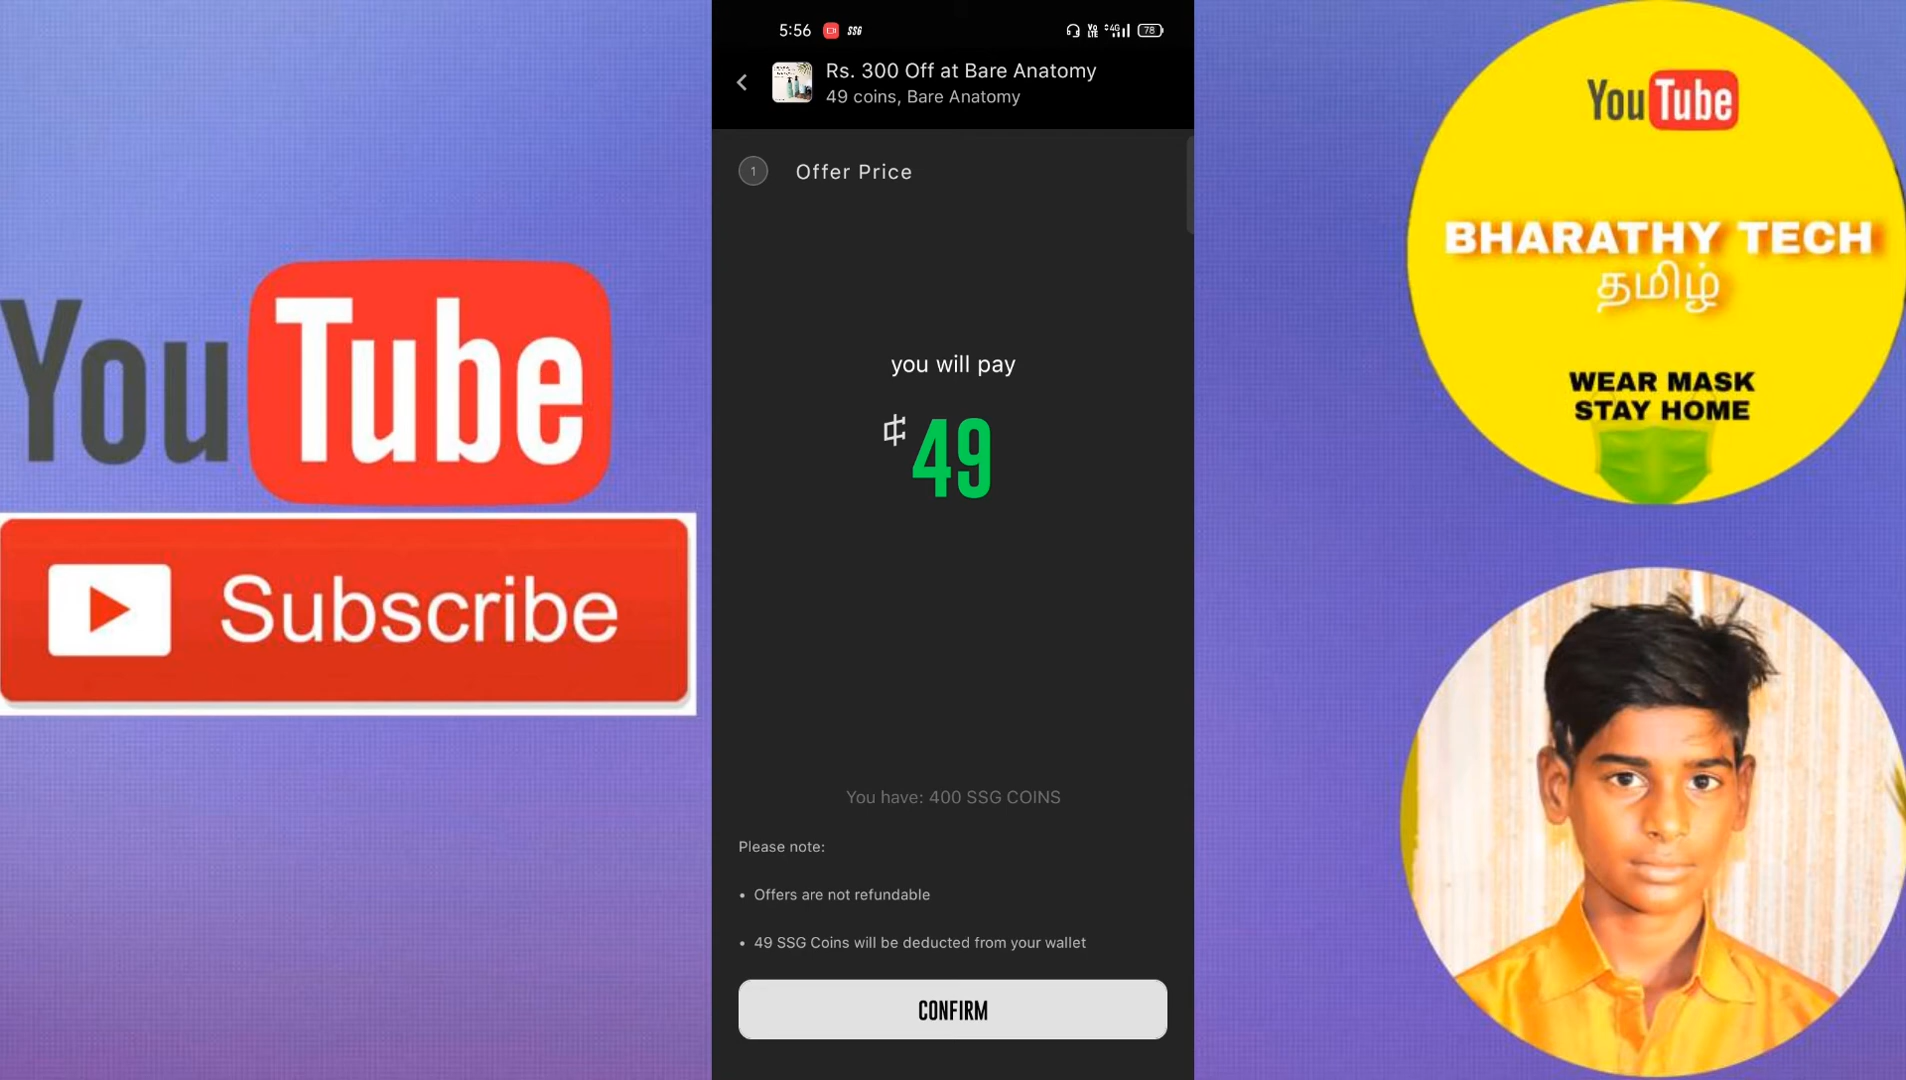 YouTube
Subscribe
5:56 SSG
78
Rs. 300 Off at Bare Anatomy
49 coins, Bare Anatomy
1 Offer Price
you will pay
49
You have: 400 SSG COINS
Please note:
• Offers are not refundable
• 49 SSG Coins will be deducted from your wallet
CONFIRM
YouTube
BHARATHY TECH
தமிழ்
WEAR MASK
STAY HOME